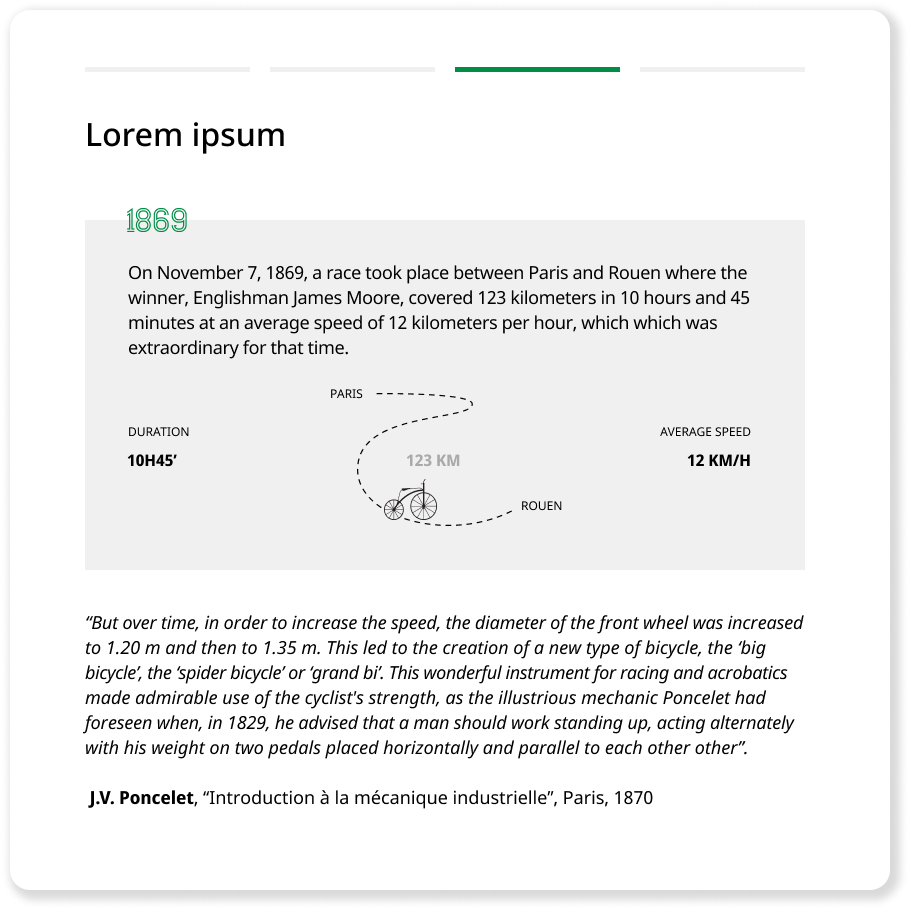 Lorem ipsum
1869
On November 7, 1869, a race took place between Paris and Rouen where the
winner, Englishman James Moore, covered 123 kilometers in 10 hours and 45
minutes at an average speed of 12 kilometers per hour, which which was
extraordinary for that time.
PARIS
DURATION
AVERAGE SPEED
10H45’
123 KM
12 KM/H
ROUEN
“But over time, in order to increase the speed, the diameter of the front wheel was increased
to 1.20 m and then to 1.35 m. This led to the creation of a new type of bicycle, the ‘big
bicycle’, the ‘spider bicycle’ or ‘grand bi’. This wonderful instrument for racing and acrobatics
made admirable use of the cyclist's strength, as the illustrious mechanic Poncelet had
foreseen when, in 1829, he advised that a man should work standing up, acting alternately
with his weight on two pedals placed horizontally and parallel to each other other”.
J.V. Poncelet, “Introduction à la mécanique industrielle”, Paris, 1870